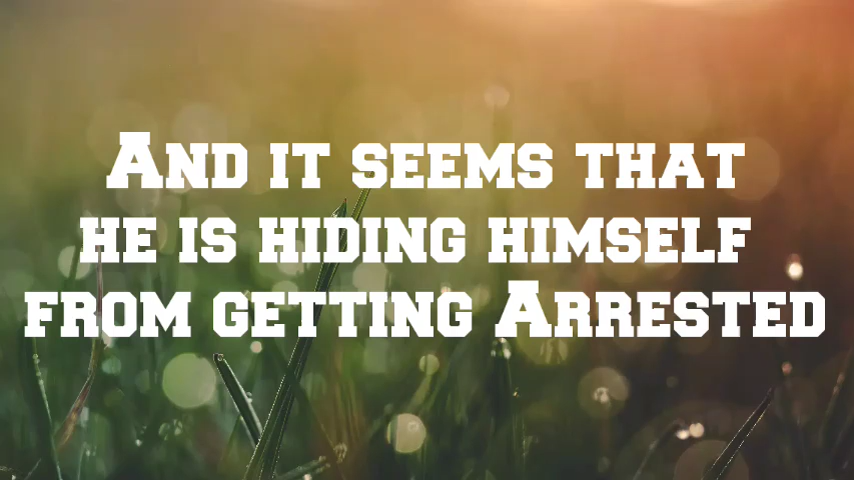 And it seems that
he is hiding himself
from getting Arrested